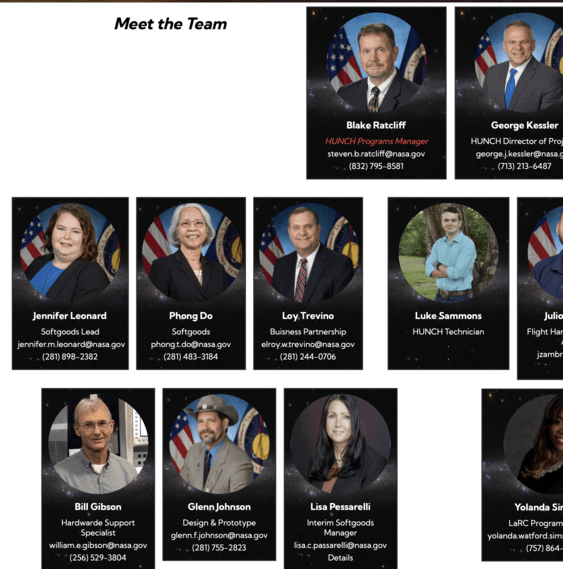 Meet the Team
Blake Ratcliff
HUNCH Programs Manager
steven.b.ratcliff@nasa.gov
(832) 795-8581
George Kessler
HUNCH Dirrector of Proj
george.j.kessler@nasa.g
(713) 213-6487
Jennifer Leonard
Softgoods Lead
jennifer.m.leonard@nasa.gov
(281) 898-2382
Phong Do
Softgoods
phong.t.do@nasa.gov
(281) 483-3184
Loy Trevino
Buisness Partnership
elroy.w.trevino@nasa.gov
(281) 244-0706
Luke Sammons
HUNCH Technician
Julio
Flight Har
jzambr
Bill Gibson
Hardwarde Support
Specialist
william.e.gibson@nasa.gov
(256) 529-3804
Glenn Johnson
Design & Prototype
glenn.f.johnson@nasa.gov
(281) 755-2823
Lisa Pessarelli
Interim Softgoods
Manager
lisa.c.passarelli@nasa.gov
Details
Yolanda Sim
LaRC Program
yolanda.watford.simm
(757) 864-